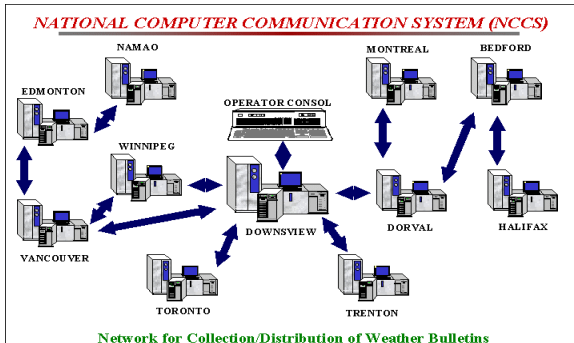 NATIONAL COMPUTER COMMUNICATION SYSTEM (NCCS)
NAMAO
MONTREAL
BEDFORD
EDMONTON
OPERATOR CONSOL
WINNIPEG
VANCOUVER
DOWNSVIEW
DORVAL
HALIFAX
TORONTO
TRENTON
Network for Collection/Distribution of Weather Bulletins